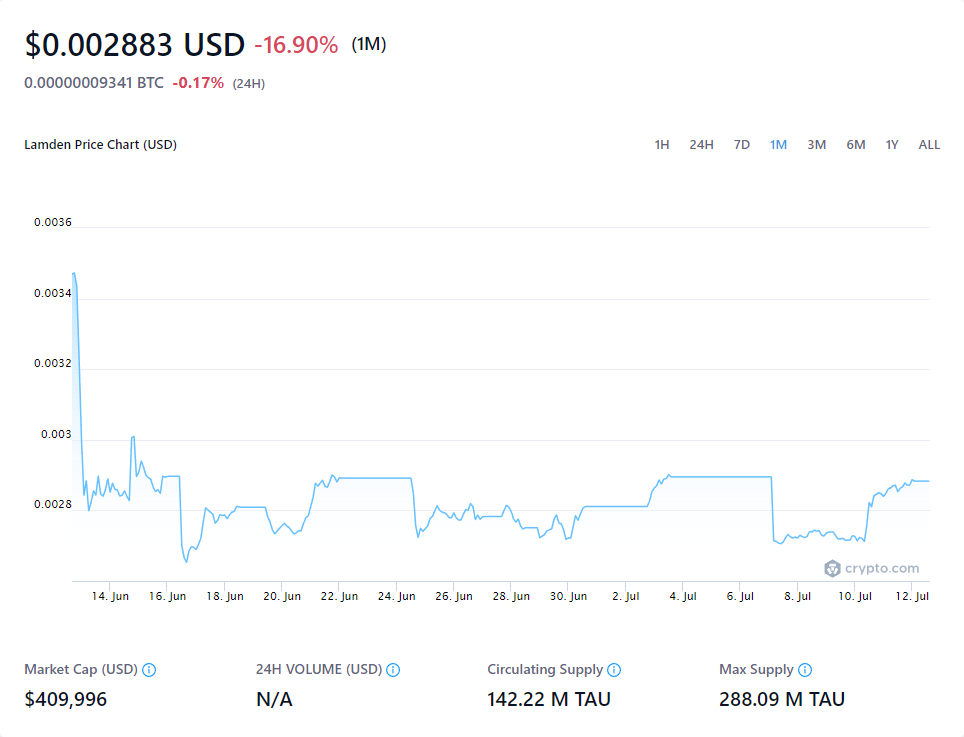 $0.002883 USD -16.90% (1M)
0.00000009341 BTC -0.17% (24H)
Lamden Price Chart (USD) 1H 24H 7D 1M 3M 6M 1Y ALL
0.0036
0.0034
0.0032
0.003
0.0028
crypto.com
14. Jun 16. Jun 18. Jun 20. Jun 22. Jun 24. Jun 26. Jun 28. Jun 30. Jun 2. Jul 4. Jul 6. Jul 8. Jul 10. Jul 12. Jul
Market Cap (USD) 24H VOLUME (USD) Circulating Supply Max Supply
$409,996 N/A 142.22 M TAU 288.09 M TAU